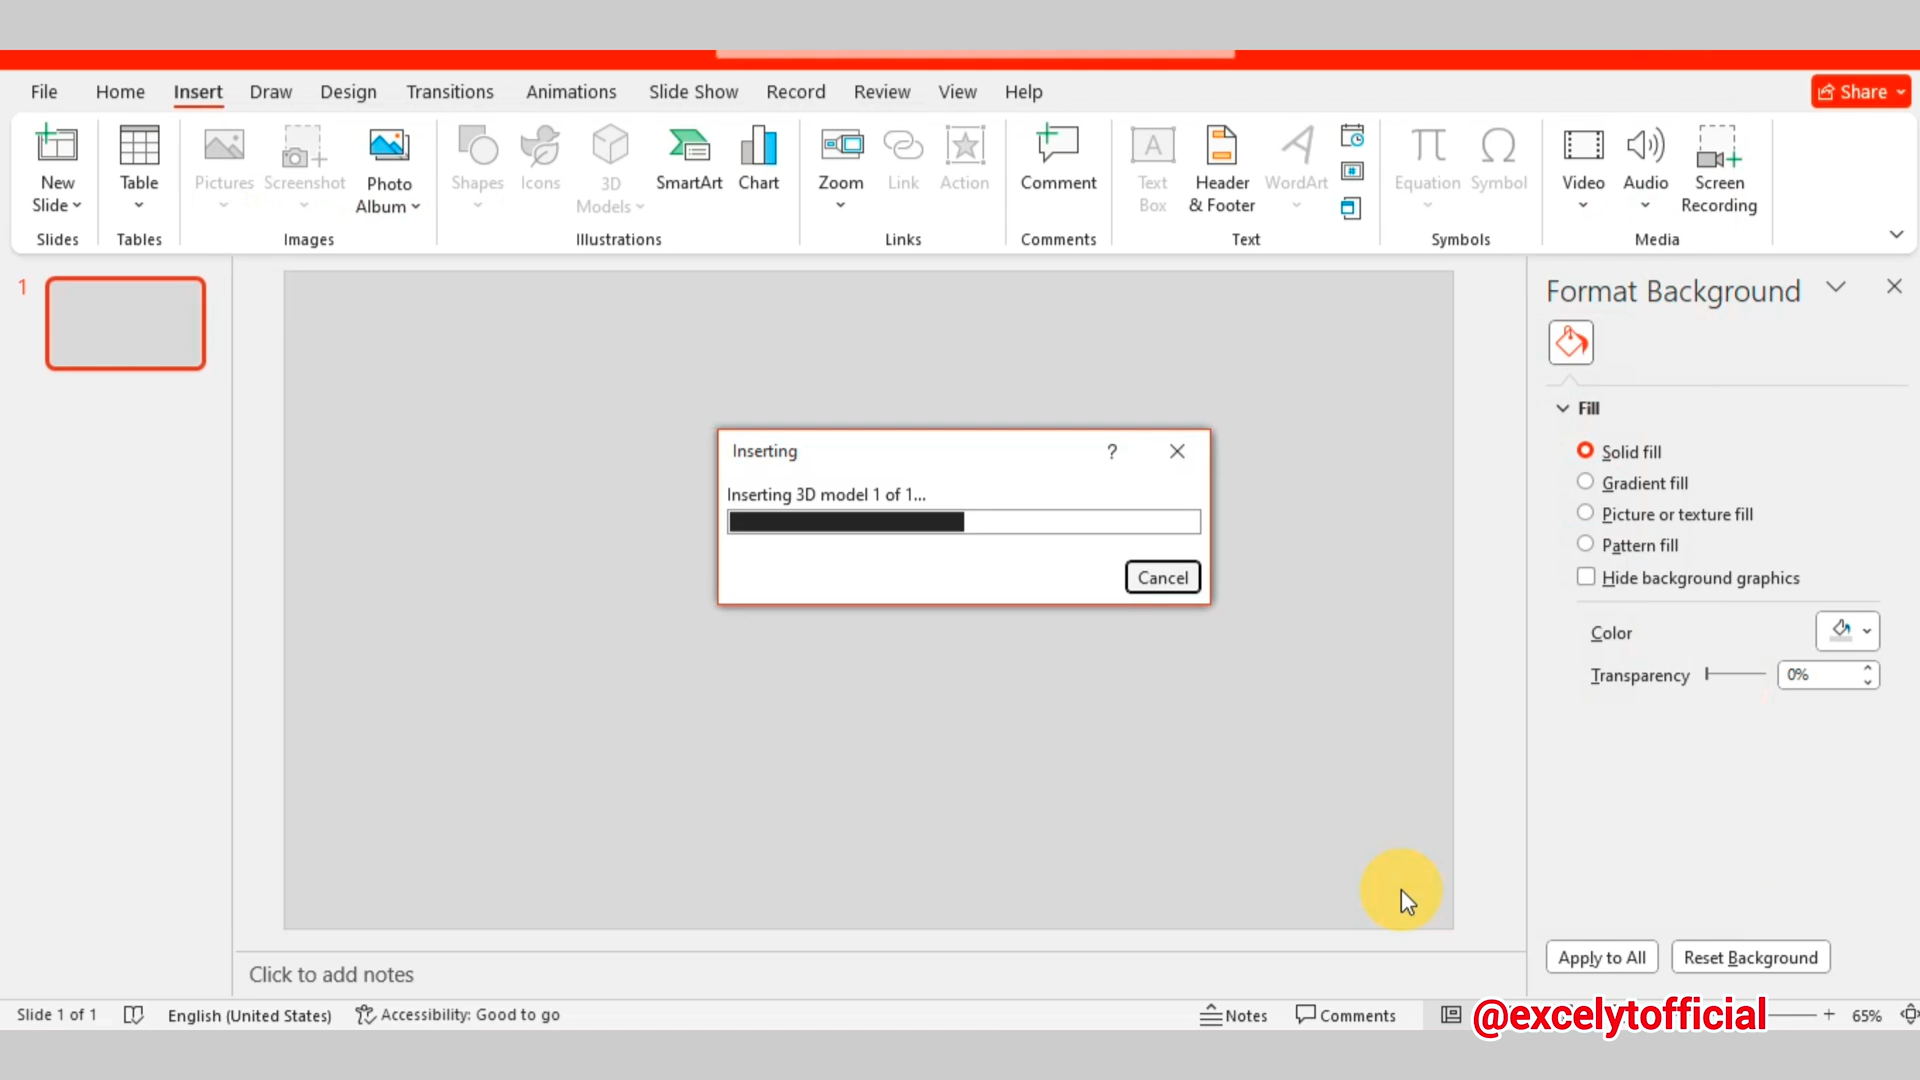 File Home Insert Draw Design Transitions Animations Slide Show Record Review View Help Share
New Slide
Table
Pictures
Screenshot
Photo Album
Shapes
Icons
3D Models
SmartArt
Chart
Zoom
Link
Action
Comment
Text Box
Header & Footer
WordArt
Equation
Symbol
Video
Audio
Screen Recording
Slides Tables Images Illustrations Links Comments Text Symbols Media
1
Format Background
Fill
Solid fill
Gradient fill
Picture or texture fill
Pattern fill
Hide background graphics
Color
Transparency 0%
Inserting ?
Inserting 3D model 1 of 1...
Cancel
Apply to All Reset Background
Click to add notes
Slide 1 of 1 English (United States) Accessibility: Good to go Notes Comments @excelytofficial 65%